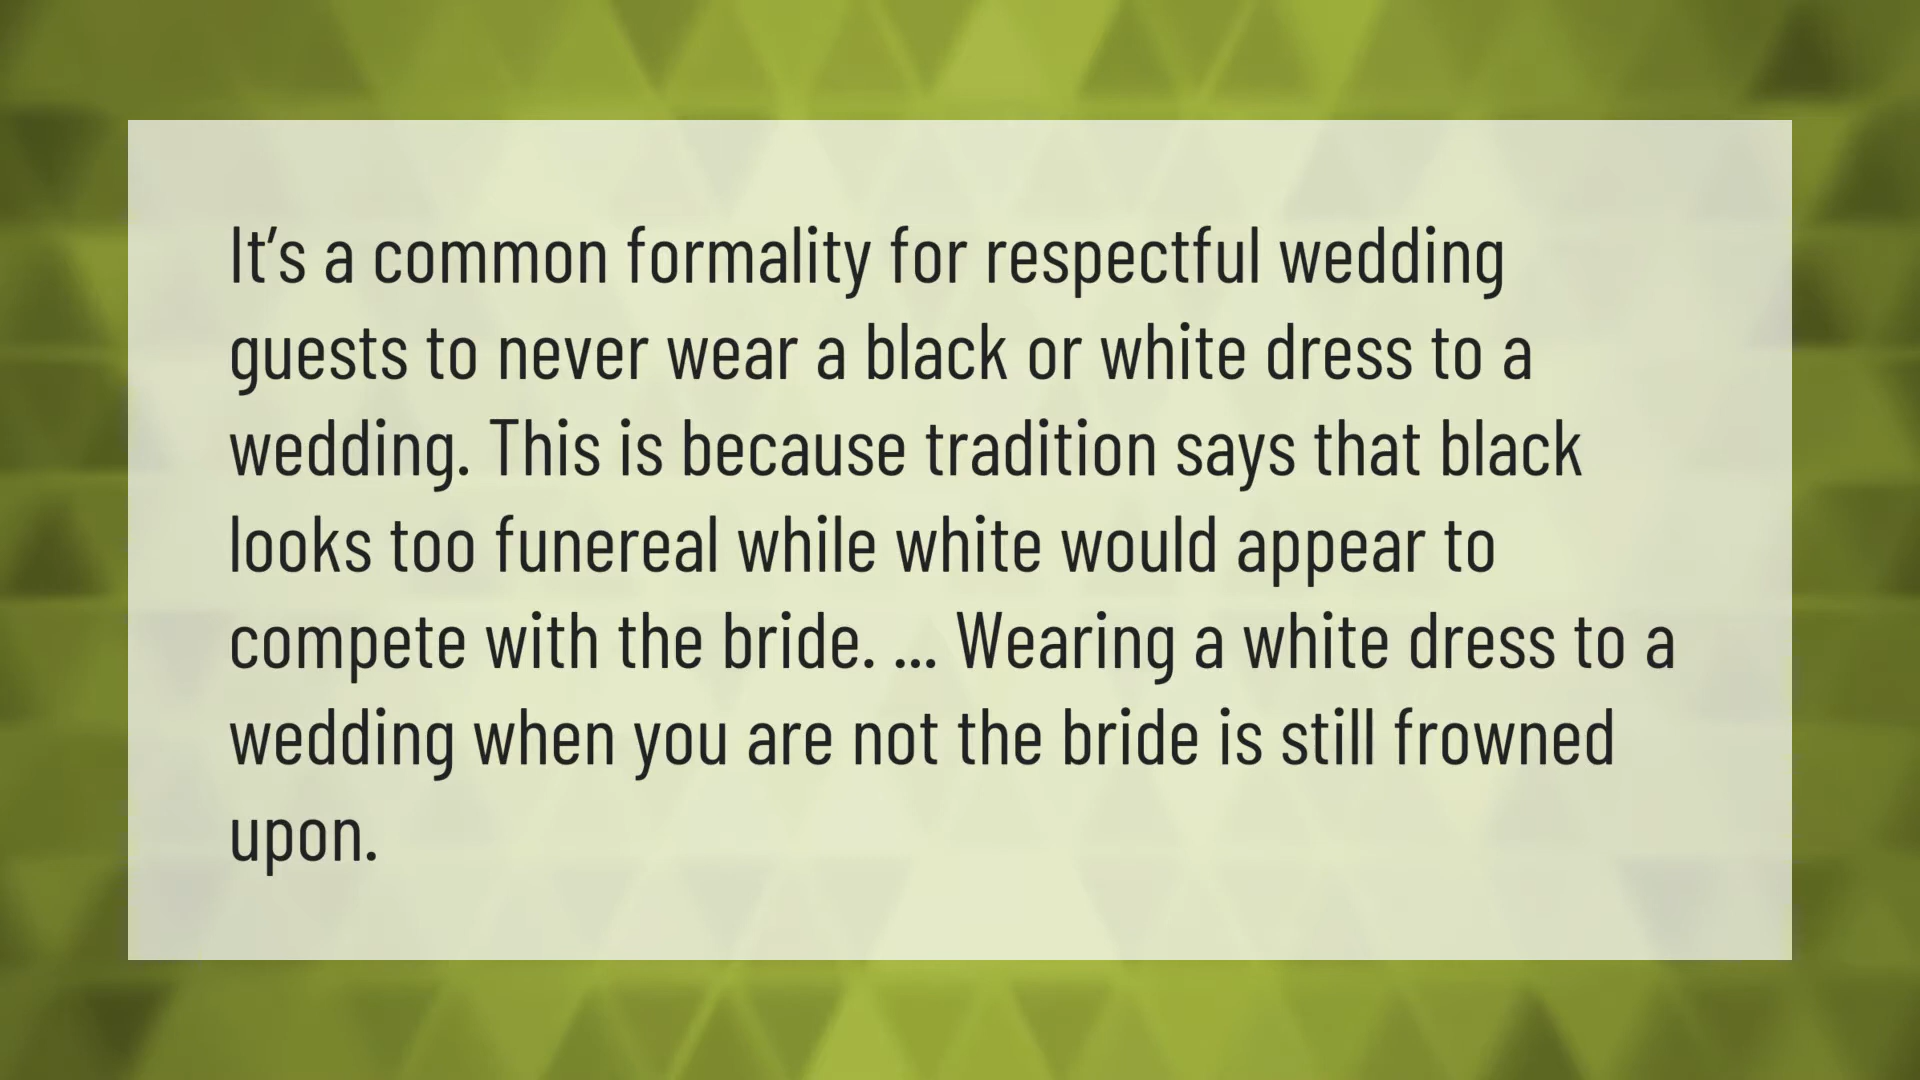 It’s a common formality for respectful wedding
guests to never wear a black or white dress to a
wedding. This is because tradition says that black
looks too funereal while white would appear to
compete with the bride. ... Wearing a white dress to a
wedding when you are not the bride is still frowned
upon.